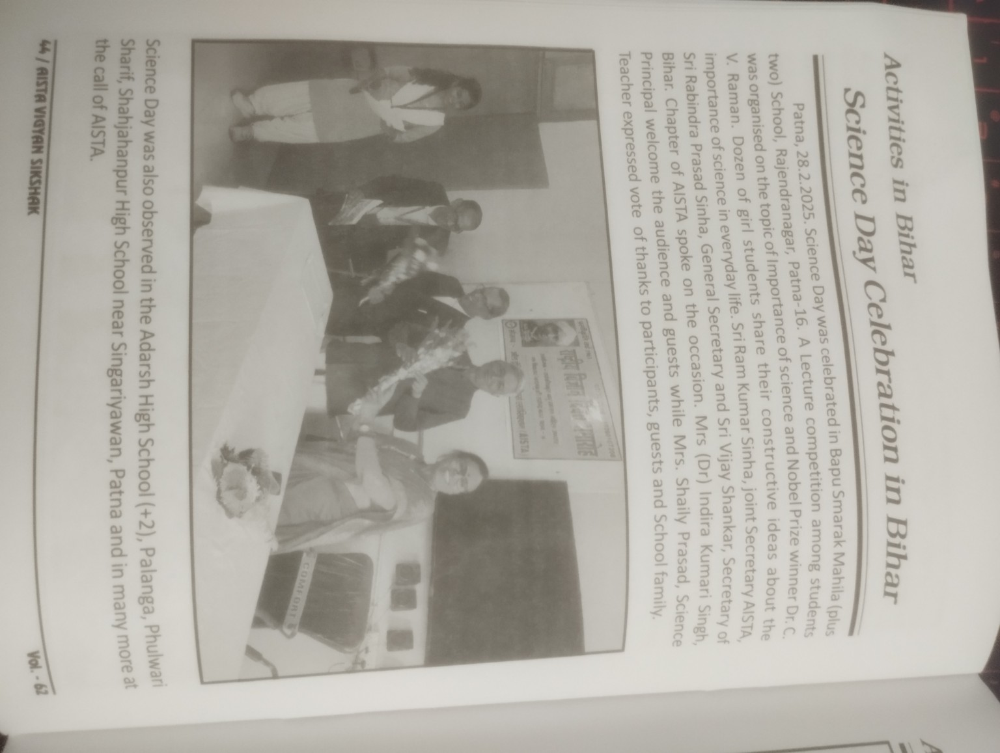 Activities in Bihar
Science Day Celebration in Bihar
Patna, 28.2.2025. Science Day was celebrated in Bapu Smarak Mahila (plus
two) School, Rajendranagar, Patna-16. A Lecture competition among students
was organised on the topic of Importance of science and Nobel Prize winner Dr. C.
V. Raman. Dozen of girl students share their constructive ideas about the
importance of science in everyday life. Sri Ram Kumar Sinha, joint Secretary AISTA,
Sri Rabindra Prasad Sinha, General Secretary and Sri Vijay Shankar, Secretary of
Bihar. Chapter of AISTA spoke on the occasion. Mrs (Dr) Indira Kumari Singh,
Principal welcome the audience and guests while Mrs. Shaily Prasad, Science
Teacher expressed vote of thanks to participants, guests and School family.
राष्ट्रीय विज्ञान दिवस
AISTA
COMFORT
Science Day was also observed in the Adarsh High School (+2), Palanga, Phulwari
Sharif, Shahjahanpur High School near Singariyawan, Patna and in many more at
the call of AISTA.
44 / AISTA VIGYAN SIKSHAK
Vol. - 62